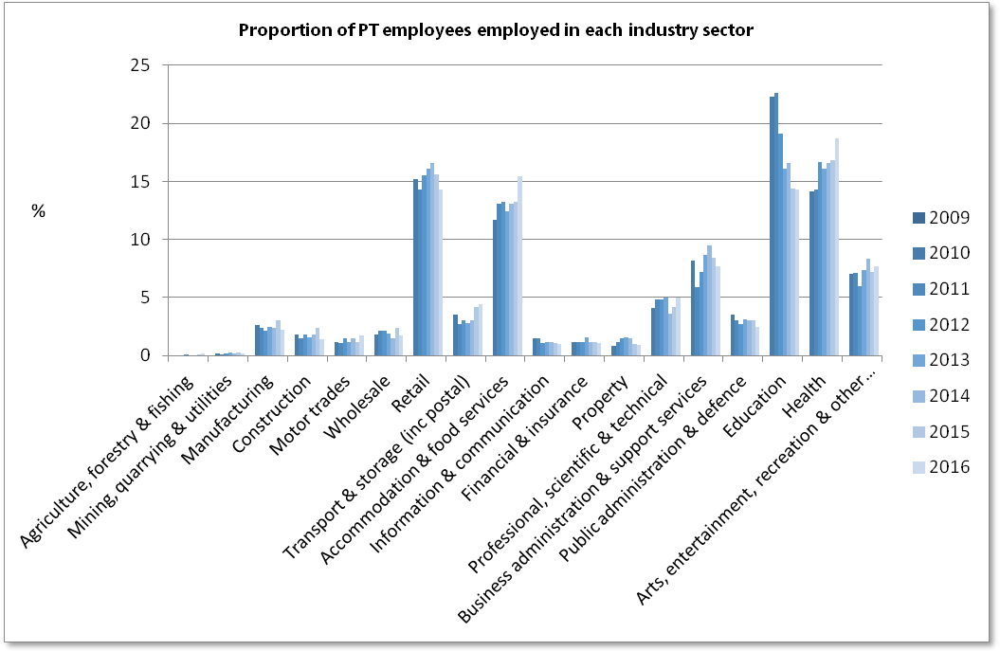 Proportion of PT employees employed in each industry sector
25
20
15
10
5
0
%
Agriculture, forestry & fishing
Mining, quarrying & utilities
Manufacturing
Construction
Motor trades
Wholesale
Retail
Transport & storage (inc postal)
Accommodation & food services
Information & communication
Financial & insurance
Property
Professional, scientific & technical
Business administration & support services
Public administration & defence
Education
Health
Arts, entertainment, recreation & other...
2009
2010
2011
2012
2013
2014
2015
2016